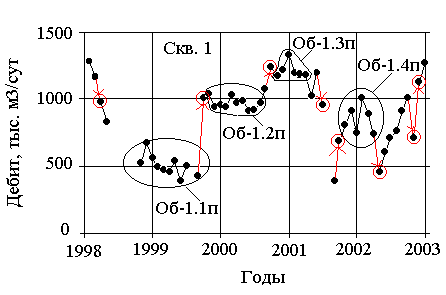 1500
Скв. 1
Об-1.3п
Об-1.4п
1000
Дебит, тыс. м3/сут
Об-1.2п
500
Об-1.1п
0
1998 1999 2000 2001 2002 2003
Годы